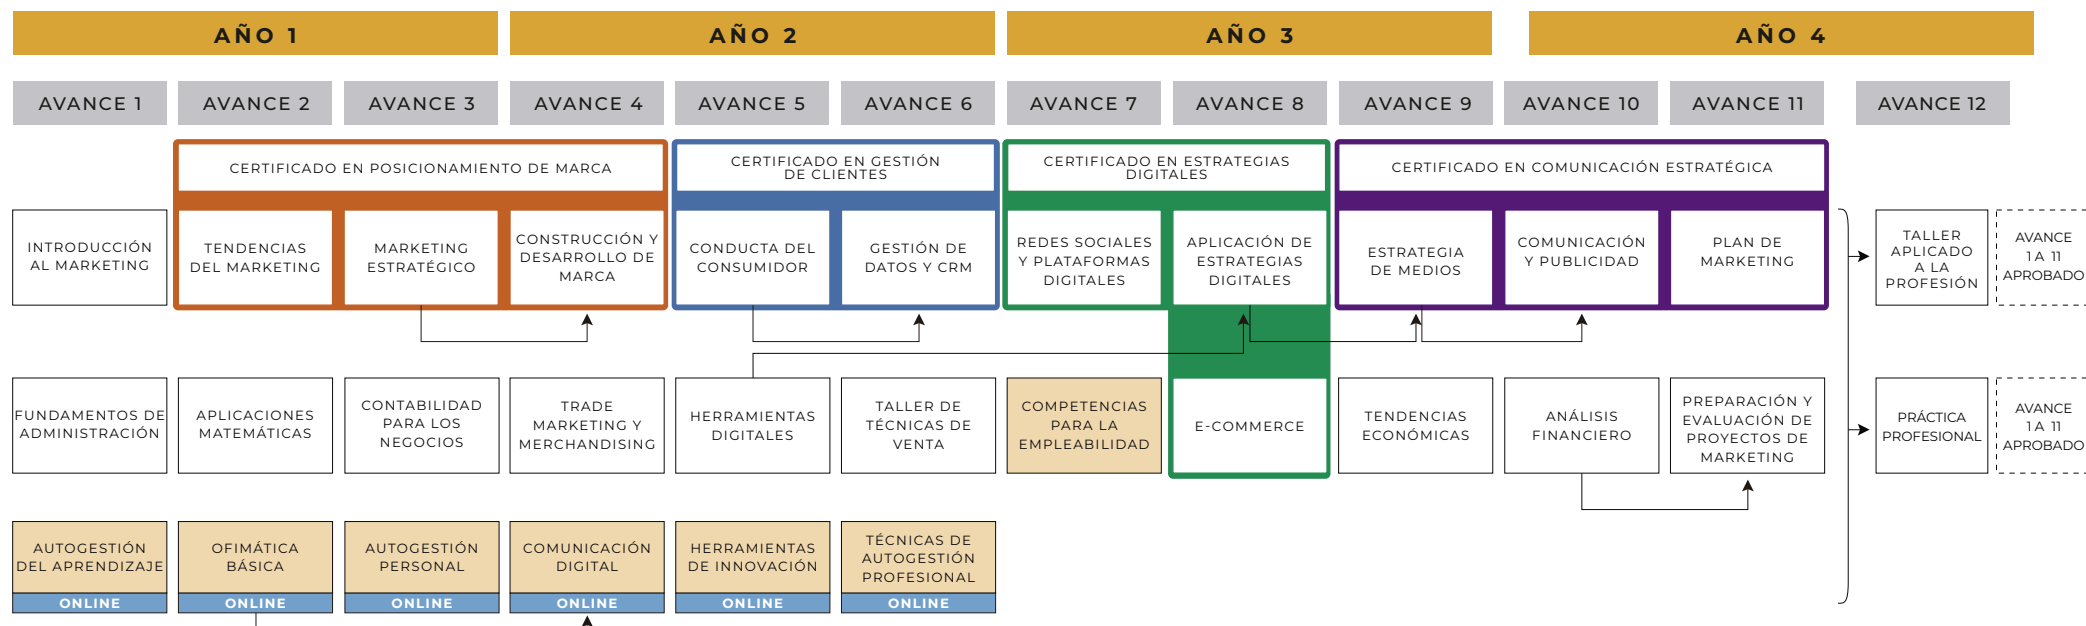 AÑO 1
AÑO 2
AÑO 3
AÑO 4
AVANCE 1
AVANCE 2
AVANCE 3
AVANCE 4
AVANCE 5
AVANCE 6
AVANCE 7
AVANCE 8
AVANCE 9
AVANCE 10
AVANCE 11
AVANCE 12
CERTIFICADO EN POSICIONAMIENTO DE MARCA
CERTIFICADO EN GESTIÓN
DE CLIENTES
CERTIFICADO EN ESTRATEGIAS
DIGITALES
CERTIFICADO EN COMUNICACIÓN ESTRATÉGICA
INTRODUCCIÓN
AL MARKETING
TENDENCIAS
DEL MARKETING
MARKETING
ESTRATÉGICO
CONSTRUCCIÓN Y
DESARROLLO DE
MARCA
CONDUCTA DEL
CONSUMIDOR
GESTIÓN DE
DATOS Y CRM
REDES SOCIALES
Y PLATAFORMAS
DIGITALES
APLICACIÓN DE
ESTRATEGIAS
DIGITALES
ESTRATEGIA
DE MEDIOS
COMUNICACIÓN
Y PUBLICIDAD
PLAN DE
MARKETING
TALLER
APLICADO
A LA
PROFESIÓN
AVANCE
1 A 11
APROBADO
FUNDAMENTOS DE
ADMINISTRACIÓN
APLICACIONES
MATEMÁTICAS
CONTABILIDAD
PARA LOS
NEGOCIOS
TRADE
MARKETING Y
MERCHANDISING
HERRAMIENTAS
DIGITALES
TALLER DE
TÉCNICAS DE
VENTA
COMPETENCIAS
PARA LA
EMPLEABILIDAD
E-COMMERCE
TENDENCIAS
ECONÓMICAS
ANÁLISIS
FINANCIERO
PREPARACIÓN Y
EVALUACIÓN DE
PROYECTOS DE
MARKETING
PRÁCTICA
PROFESIONAL
AVANCE
1 A 11
APROBADO
AUTOGESTIÓN
DEL APRENDIZAJE
ONLINE
OFIMÁTICA
BÁSICA
ONLINE
AUTOGESTIÓN
PERSONAL
ONLINE
COMUNICACIÓN
DIGITAL
ONLINE
HERRAMIENTAS
DE INNOVACIÓN
ONLINE
TÉCNICAS DE
AUTOGESTIÓN
PROFESIONAL
ONLINE